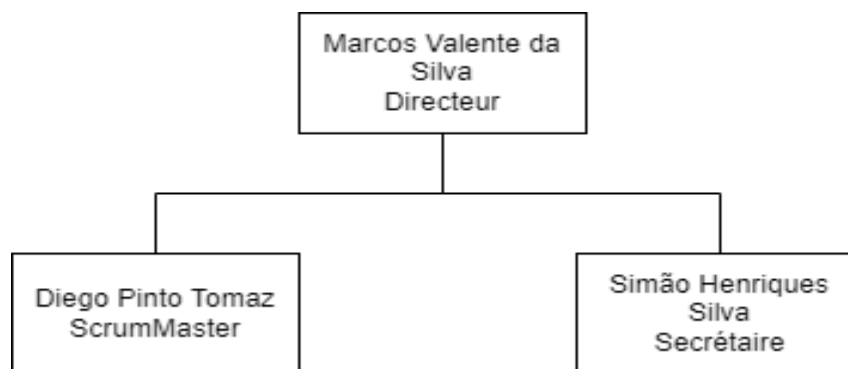 Marcos Valente da
Silva
Directeur
Diego Pinto Tomaz
ScrumMaster
Simão Henriques
Silva
Secrétaire